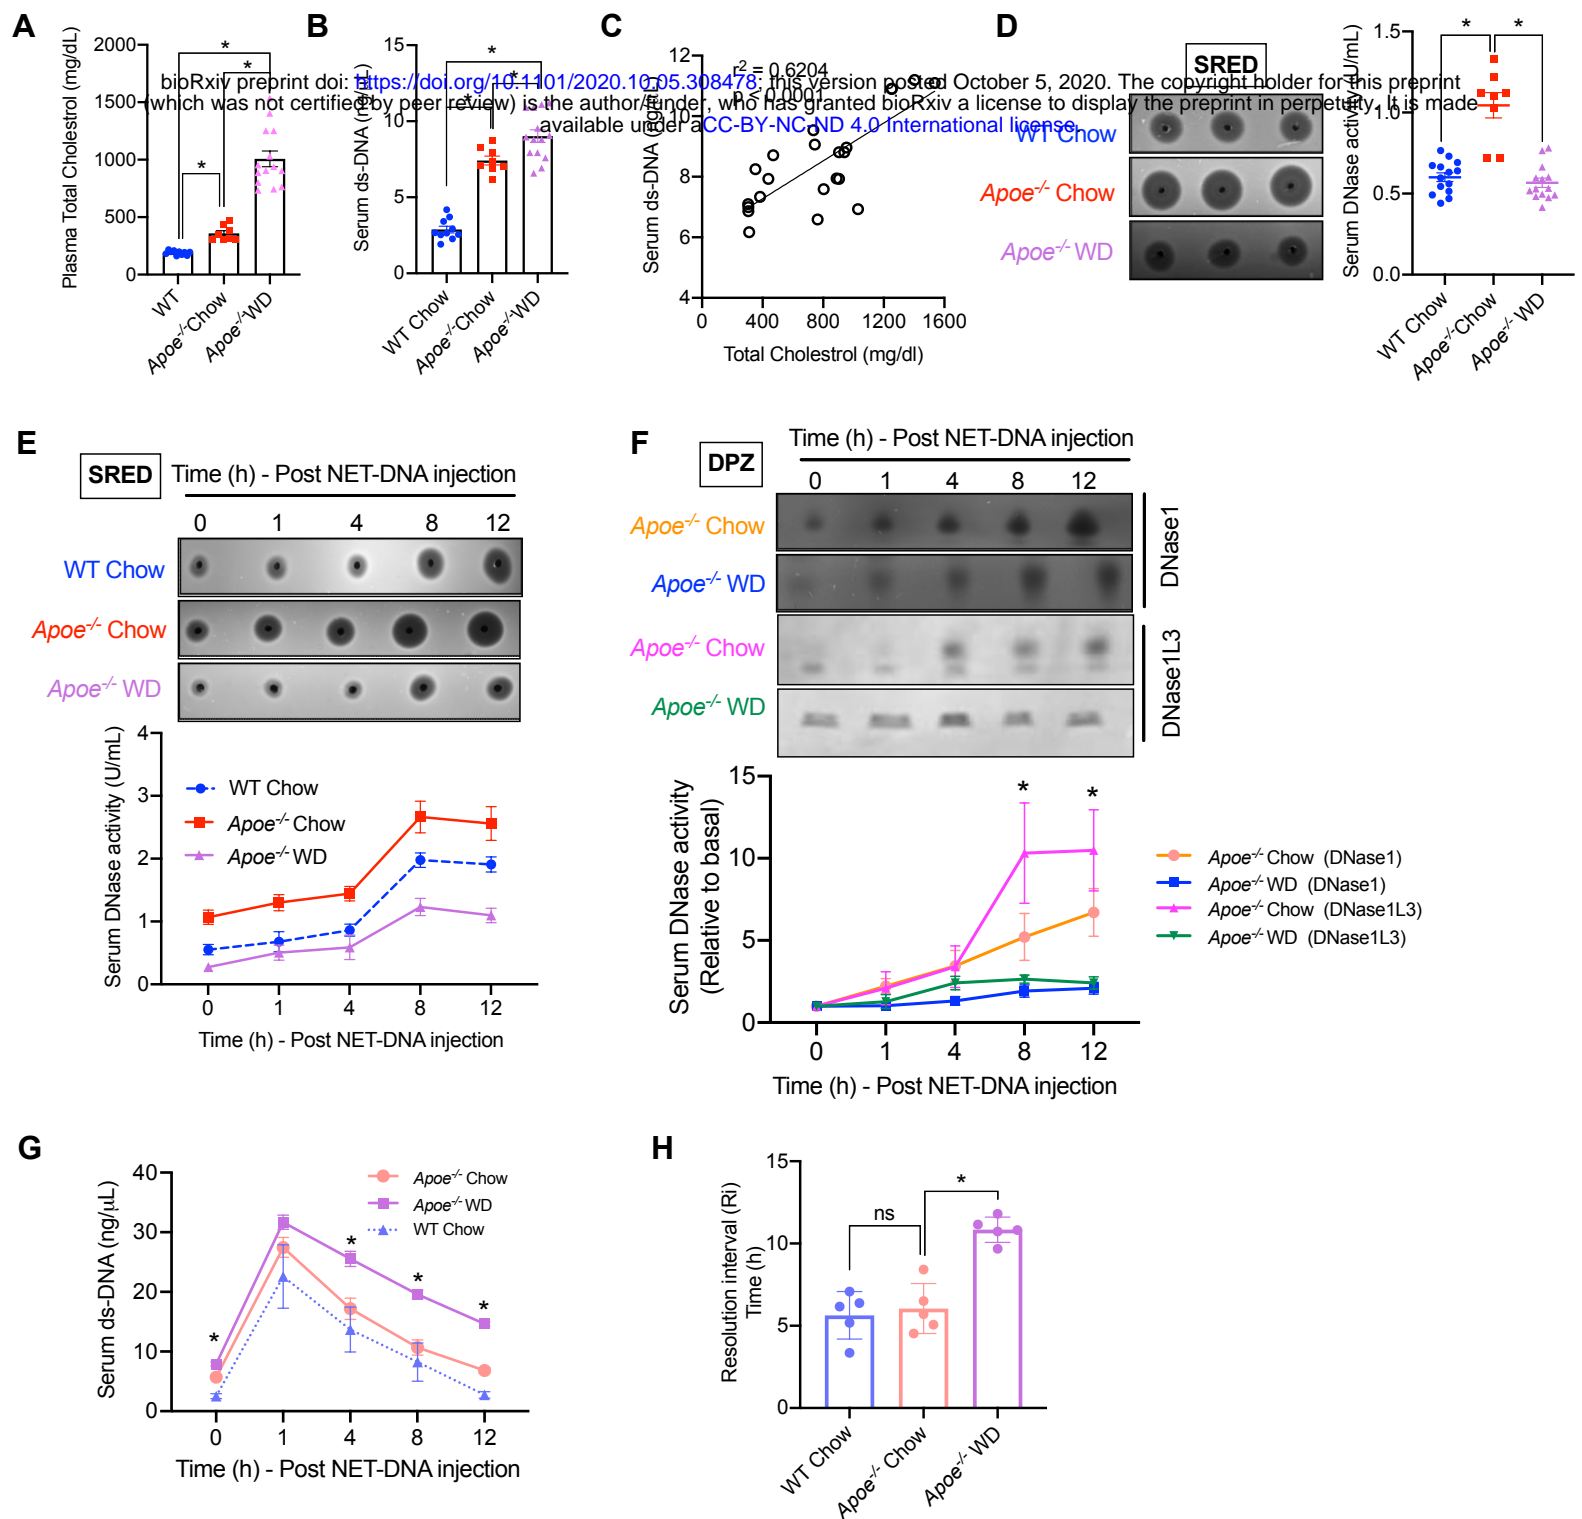 A
B
C
D
bioRxiv preprint doi: https://doi.org/10.1101/2020.10.05.308478; this version posted October 5, 2020. The copyright holder for this preprint
(which was not certified by peer review) is the author/funder, who has granted bioRxiv a license to display the preprint in perpetuity. It is made
available under aCC-BY-NC-ND 4.0 International license.
Plasma Total Cholestrol (mg/dL)
2000
1500
1000
500
0
*
*
*
WT
Apoe-/-Chow
Apoe-/-WD
Serum ds-DNA (ng/µL)
15
10
5
0
*
*
*
WT Chow
Apoe-/-Chow
Apoe-/-WD
Serum ds-DNA (ng/µL)
12
10
8
6
4
r2 = 0.6204
p < 0.0001
0
400
800
1200
1600
Total Cholestrol (mg/dl)
SRED
WT Chow
Apoe-/- Chow
Apoe-/- WD
Serum DNase activity (U/mL)
1.5
1.0
0.5
0.0
*
*
WT Chow
Apoe-/-Chow
Apoe-/- WD
E
SRED
Time (h) - Post NET-DNA injection
0 1 4 8 12
WT Chow
Apoe-/- Chow
Apoe-/- WD
Serum DNase activity (U/mL)
4
3
2
1
0
WT Chow
Apoe-/- Chow
Apoe-/- WD
0 1 4 8 12
Time (h) - Post NET-DNA injection
F
DPZ
Time (h) - Post NET-DNA injection
0 1 4 8 12
Apoe-/- Chow
Apoe-/- WD
DNase1
Apoe-/- Chow
Apoe-/- WD
DNase1L3
Serum DNase activity
(Relative to basal)
15
10
5
0
*
*
0 1 4 8 12
Time (h) - Post NET-DNA injection
Apoe-/- Chow (DNase1)
Apoe-/- WD (DNase1)
Apoe-/- Chow (DNase1L3)
Apoe-/- WD (DNase1L3)
G
Serum ds-DNA (ng/µL)
40
30
20
10
0
Apoe-/- Chow
Apoe-/- WD
WT Chow
*
*
*
*
0 1 4 8 12
Time (h) - Post NET-DNA injection
H
Resolution interval (Ri)
Time (h)
15
10
5
0
ns
*
WT Chow
Apoe-/- Chow
Apoe-/- WD